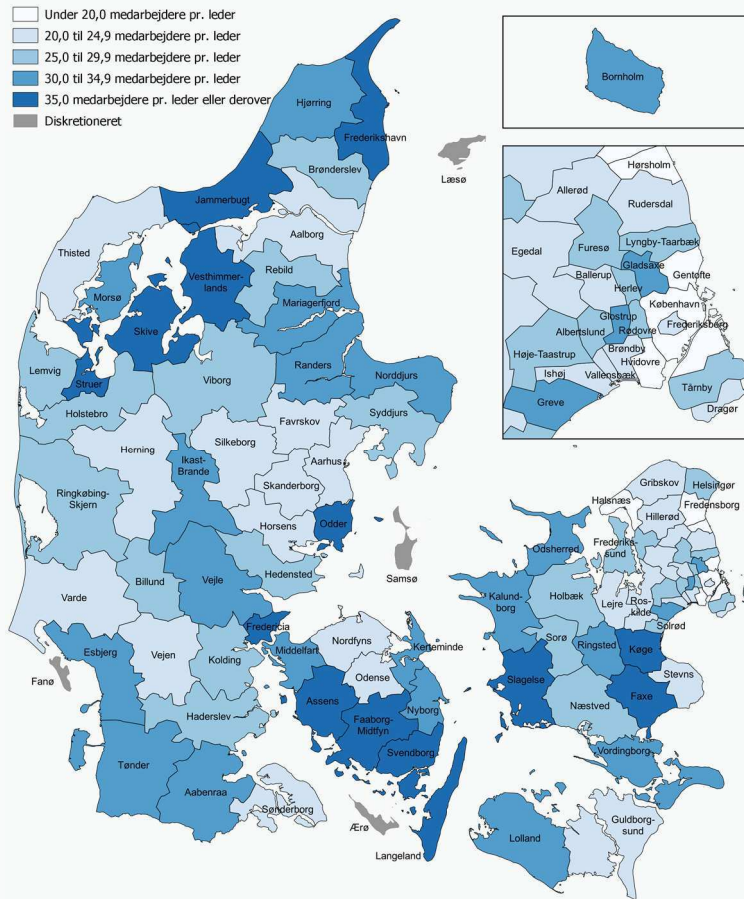 Under 20,0 medarbejdere pr. leder
20,0 til 24,9 medarbejdere pr. leder
25,0 til 29,9 medarbejdere pr. leder
30,0 til 34,9 medarbejdere pr. leder
35,0 medarbejdere pr. leder eller derover
Diskretioneret
Hjørring
Frederikshavn
Læsø
Brønderslev
Jammerbugt
Aalborg
Thisted
Vesthimmer-
lands
Rebild
Morsø
Mariagerfjord
Skive
Lemvig
Struer
Viborg
Randers
Norddjurs
Holstebro
Syddjurs
Favrskov
Herning
Silkeborg
Aarhus
Ikast-
Brande
Skanderborg
Ringkøbing-
Skjern
Horsens
Odder
Samsø
Hedensted
Billund
Vejle
Varde
Fredericia
Vejen
Kolding
Esbjerg
Fanø
Haderslev
Tønder
Aabenraa
Sønderborg
Middelfart
Nordfyns
Kerteminde
Odense
Assens
Nyborg
Faaborg-
Midtfyn
Svendborg
Ærø
Langeland
Bornholm
Hørsholm
Allerød
Rudersdal
Egedal
Furesø
Lyngby-Taarbæk
Gladsaxe
Ballerup
Gentofte
Herlev
København
Glostrup
Frederiksberg
Albertslund
Rødovre
Høje-Taastrup
Brøndby
Hvidovre
Ishøj
Vallensbæk
Greve
Tårnby
Dragør
Gribskov
Helsingør
Halsnæs
Fredensborg
Hillerød
Frederiks-
sund
Odsherred
Kalund-
borg
Holbæk
Lejre
Ros-
kilde
Solrød
Sorø
Ringsted
Køge
Slagelse
Stevns
Faxe
Næstved
Vordingborg
Guldborg-
sund
Lolland